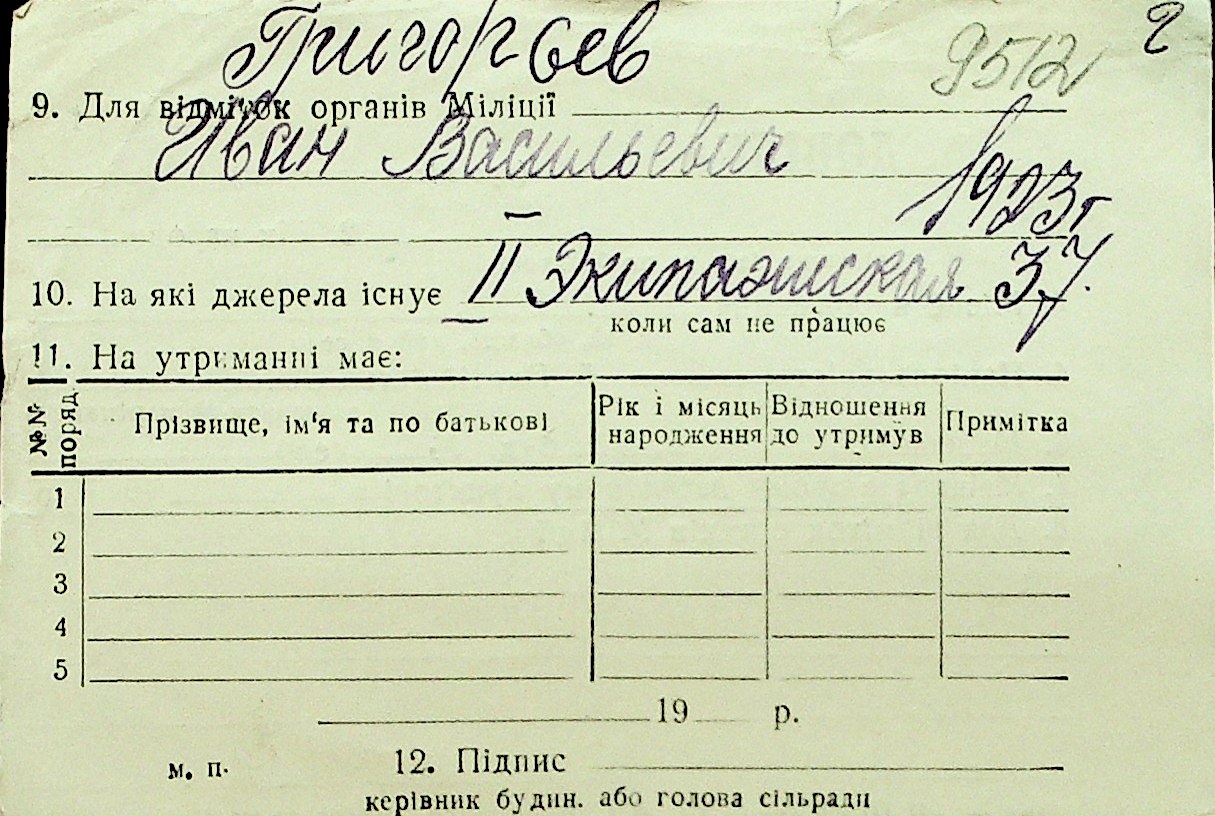 Григорьев 9512 2
9. Для відміток органів Міліції
Иван Васильевич
1923г
10. На які джерела існує II Экипажская 37.
коли сам не працює
11. На утриманні має:
№№ поряд. Прізвище, ім'я та по батькові Рік і місяць народження Відношення до утримув Примітка
1
2
3
4
5
19 р.
м. п. 12. Підпис
керівник будин. або голова сільради